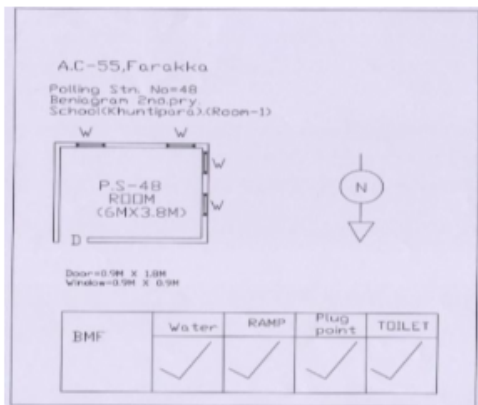 A.C-55,Farakka
Polling Stn. No=48
Beniagram 2no.pry.
School(Khuntipara).(Room-1)
W W
W
P.S-48
ROOM
(6MX3.8M)
W
N
D
Door=0.9M X 1.8M
Window=0.9M X 0.9M
BMF Water RAMP Plug point TOILET